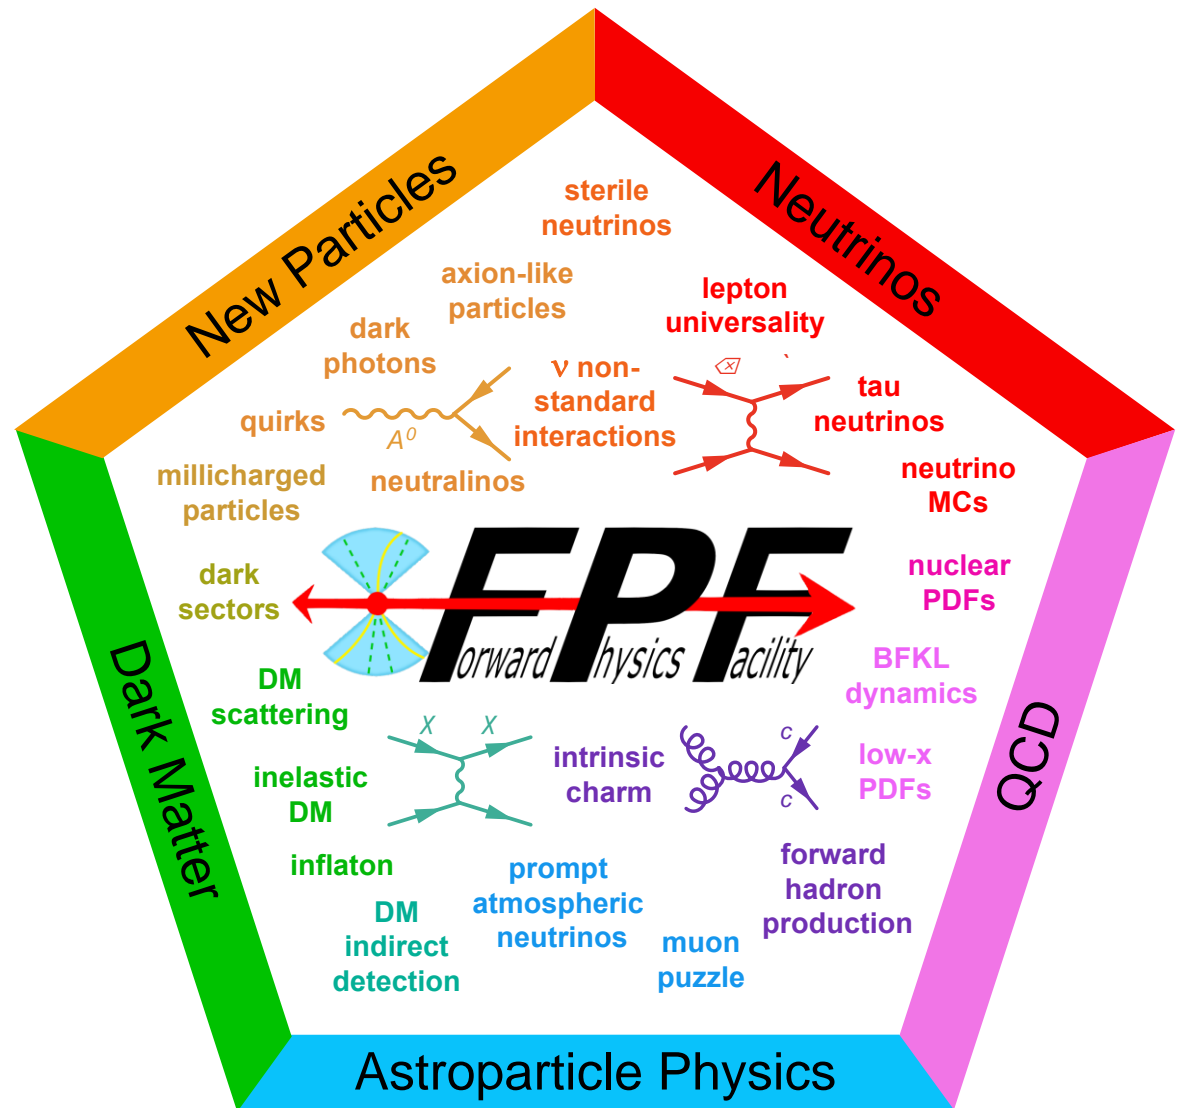 New Particles
Neutrinos
sterile
neutrinos
axion-like
particles
lepton
universality
dark
photons
ν non-
standard
interactions
tau
neutrinos
quirks
A⁰
neutralinos
millicharged
particles
neutrino
MCs
dark
sectors
Forward Physics Facility
nuclear
PDFs
BFKL
dynamics
DM
scattering
Dark Matter
QCD
χ χ
intrinsic
charm
c
c
low-x
PDFs
inelastic
DM
inflaton
prompt
atmospheric
neutrinos
forward
hadron
production
DM
indirect
detection
muon
puzzle
Astroparticle Physics